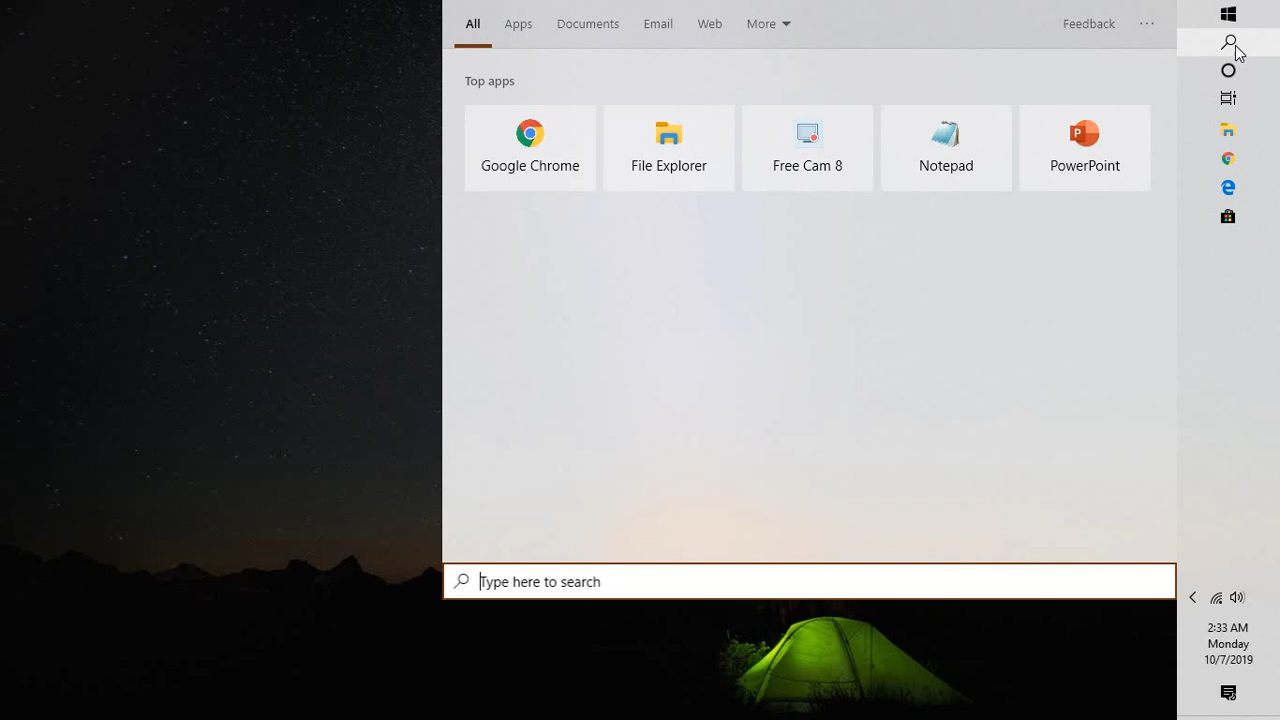 All Apps Documents Email Web More Feedback
Top apps
Google Chrome File Explorer Free Cam 8 Notepad PowerPoint
Type here to search
2:33 AM
Monday
10/7/2019